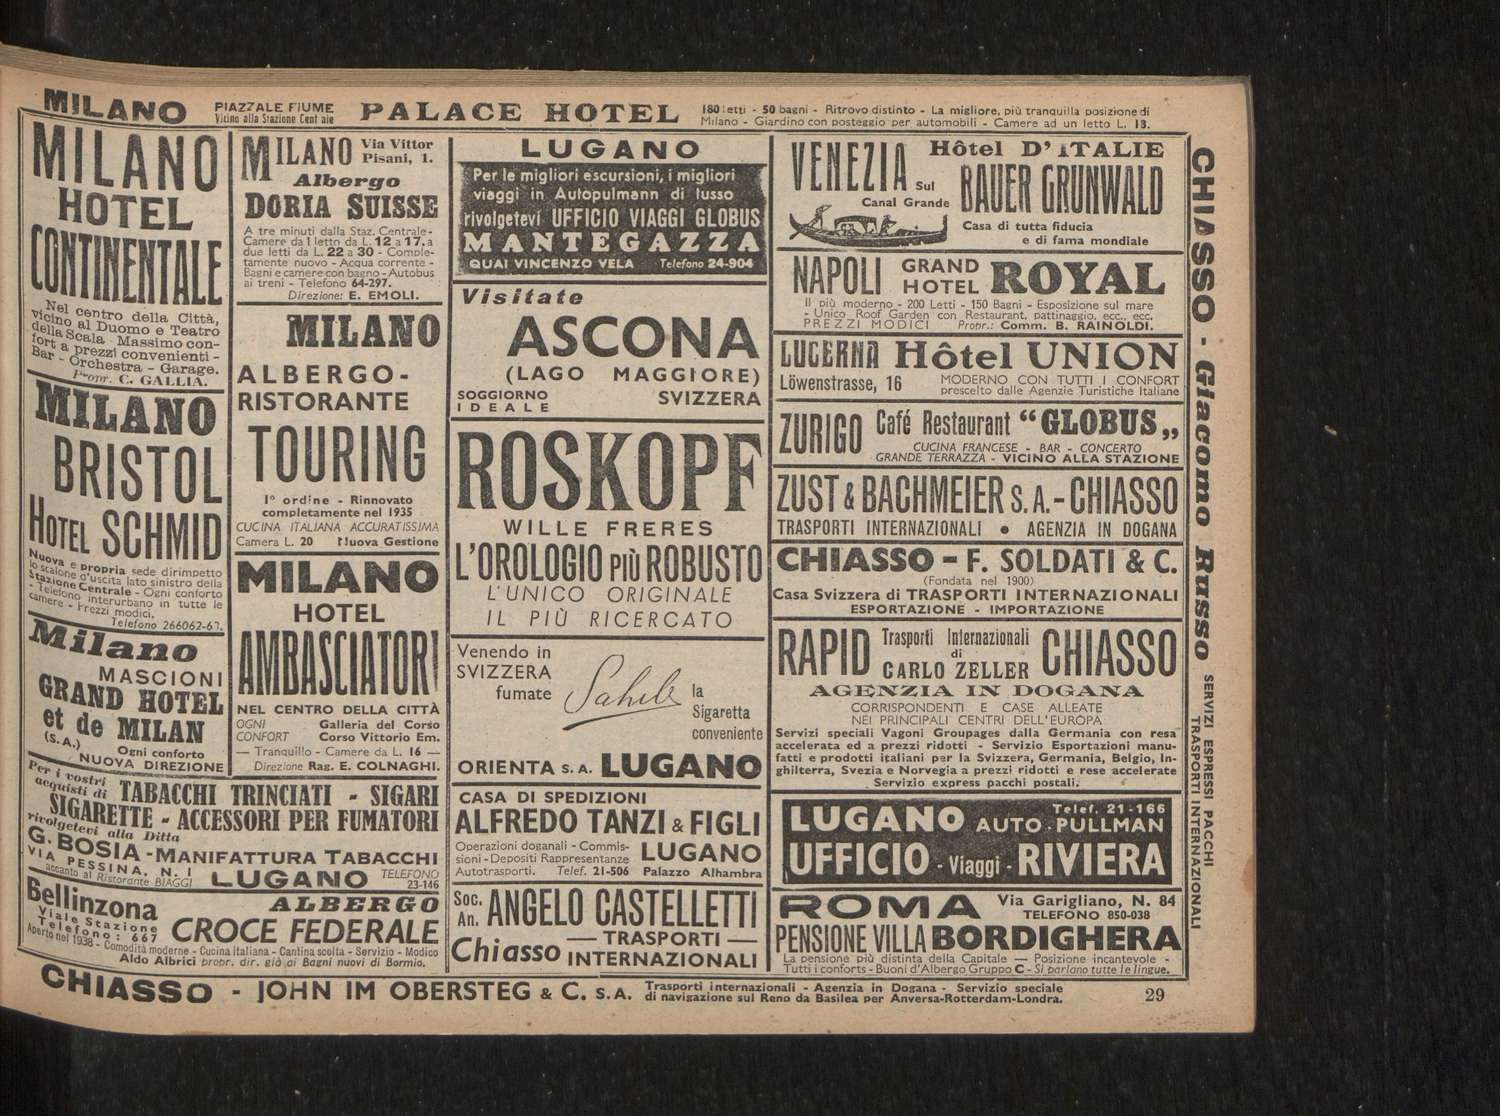 MILANO PIAZZALE FIUME PALACE HOTEL 180 letti - 50 bagni - Ritrovo distinto - La migliore, più tranquilla posizione di
Vicino alla Stazione Cent ale Milano - Giardino con posteggio per automobili - Camere ad un letto L. 13.
MILANO
HOTEL
CONTINENTALE
Nel centro della Città,
vicino al Duomo e Teatro
della Scala - Massimo con-
fort a prezzi convenienti -
Bar - Orchestra - Garage.
Propr. C. GALLIA.
MILANO
BRISTOL
HOTEL SCHMID
Nuova e propria sede dirimpetto
lo scalone d'uscita lato sinistro della
Stazione Centrale - Ogni conforto
- Telefono interurbano in tutte le
camere - Prezzi modici.
Telefono 266062-63.
Milano
MASCIONI
GRAND HOTEL
et de MILAN
(S.A.) Ogni conforto
NUOVA DIREZIONE
MILANO Via Vittor
Pisani, 1.
Albergo
DORIA SUISSE
A tre minuti dalla Staz. Centrale -
Camere da 1 letto da L. 12 a 17, a
due letti da L. 22 a 30 - Comple-
tamente nuovo - Acqua corrente -
Bagni e camere con bagno - Autobus
ai treni - Telefono 64-297.
Direzione: E. EMOLI.
MILANO
ALBERGO-
RISTORANTE
TOURING
1° ordine - Rinnovato
completamente nel 1935
CUCINA ITALIANA ACCURATISSIMA
Camera L. 20 Nuova Gestione
MILANO
HOTEL
AMBASCIATORI
NEL CENTRO DELLA CITTÀ
OGNI Galleria del Corso
CONFORT Corso Vittorio Em.
— Tranquillo - Camere da L. 16 —
Direzione Rag. E. COLNAGHI.
Per i vostri
acquisti di TABACCHI TRINCIATI - SIGARI
SIGARETTE - ACCESSORI PER FUMATORI
rivolgetevi alla Ditta
G. BOSIA - MANIFATTURA TABACCHI
VIA PESSINA, N. 1
accanto al Ristorante BIAGGI LUGANO TELEFONO
23-146
Bellinzona ALBERGO
Viale Stazione
Telefono: 667 CROCE FEDERALE
Aperto nel 1938 - Comodità moderne - Cucina italiana - Cantina scelta - Servizio - Modico
Aldo Albrici propr. dir. già ai Bagni nuovi di Bormio.
LUGANO
Per le migliori escursioni, i migliori
viaggi in Autopulmann di lusso
rivolgetevi UFFICIO VIAGGI GLOBUS
MANTEGAZZA
QUAI VINCENZO VELA Telefono 24-904
Visitate
ASCONA
(LAGO MAGGIORE)
SOGGIORNO
IDEALE SVIZZERA
ROSKOPF
WILLE FRERES
L'OROLOGIO PIÙ ROBUSTO
L'UNICO ORIGINALE
IL PIÙ RICERCATO
Venendo in
SVIZZERA
fumate Sahib la
Sigaretta
conveniente
ORIENTA S.A. LUGANO
CASA DI SPEDIZIONI
ALFREDO TANZI & FIGLI
Operazioni doganali - Commis-
sioni - Depositi Rappresentanze LUGANO
Autotrasporti. Telef. 21-506 Palazzo Alhambra
Soc.
An. ANGELO CASTELLETTI
Chiasso — TRASPORTI —
INTERNAZIONALI
VENEZIA Sul
Canal Grande
Hôtel D'ITALIE
BAUER GRUNWALD
Casa di tutta fiducia
e di fama mondiale
NAPOLI GRAND
HOTEL ROYAL
Il più moderno - 200 Letti - 150 Bagni - Esposizione sul mare
- Unico Roof Garden con Restaurant, pattinaggio, ecc., ecc.
PREZZI MODICI Propr.: Comm. B. RAINOLDI.
LUCERNA Hôtel UNION
Löwenstrasse, 16 MODERNO CON TUTTI I CONFORT
prescelto dalle Agenzie Turistiche Italiane
ZURIGO Café Restaurant “GLOBUS„
CUCINA FRANCESE - BAR - CONCERTO
GRANDE TERRAZZA - VICINO ALLA STAZIONE
ZUST & BACHMEIER S.A. - CHIASSO
TRASPORTI INTERNAZIONALI • AGENZIA IN DOGANA
CHIASSO - F. SOLDATI & C.
(Fondata nel 1900)
Casa Svizzera di TRASPORTI INTERNAZIONALI
ESPORTAZIONE - IMPORTAZIONE
RAPID Trasporti Internazionali
di
CARLO ZELLER CHIASSO
AGENZIA IN DOGANA
CORRISPONDENTI E CASE ALLEATE
NEI PRINCIPALI CENTRI DELL'EUROPA
Servizi speciali Vagoni Groupages dalla Germania con resa
accelerata ed a prezzi ridotti - Servizio Esportazioni manu-
fatti e prodotti italiani per la Svizzera, Germania, Belgio, In-
ghilterra, Svezia e Norvegia a prezzi ridotti e rese accelerate
Servizio express pacchi postali.
LUGANO Telef. 21-166
AUTO-PULLMAN
UFFICIO - Viaggi - RIVIERA
ROMA Via Garigliano, N. 84
TELEFONO 850-038
PENSIONE VILLA BORDIGHERA
La pensione più distinta della Capitale — Posizione incantevole -
Tutti i conforts - Buoni d'Albergo Gruppo C - Si parlano tutte le lingue.
CHIASSO - Giacomo Russo SERVIZI ESPRESSI PACCHI
TRASPORTI INTERNAZIONALI
CHIASSO - JOHN IM OBERSTEG & C. S.A. Trasporti internazionali - Agenzia in Dogana - Servizio speciale
di navigazione sul Reno da Basilea per Anversa-Rotterdam-Londra.
29